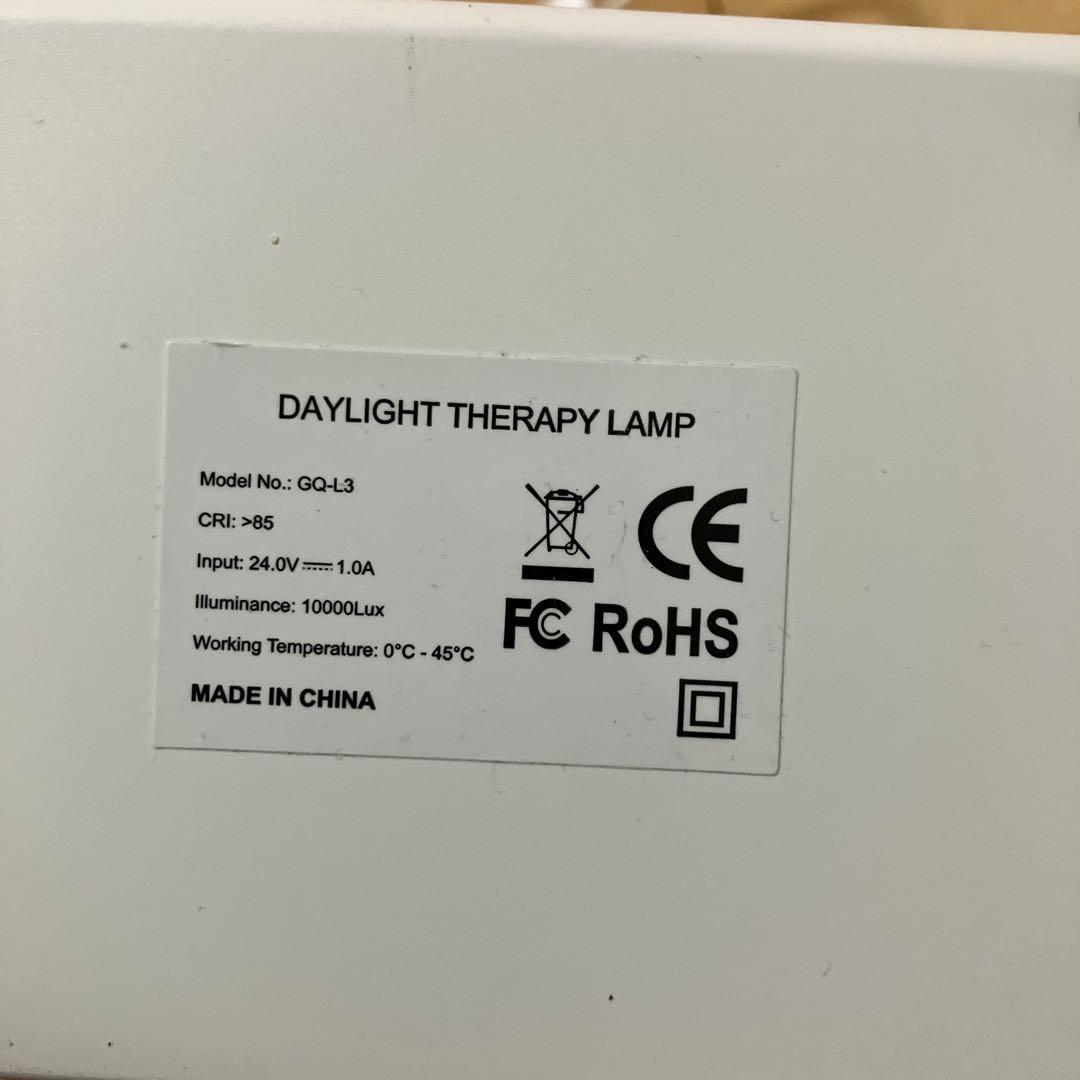 DAYLIGHT THERAPY LAMP
Model No.: GQ-L3
CRI: >85
Input: 24.0V⎓1.0A
Illuminance: 10000Lux
Working Temperature: 0°C - 45°C
MADE IN CHINA
CE
FC RoHS